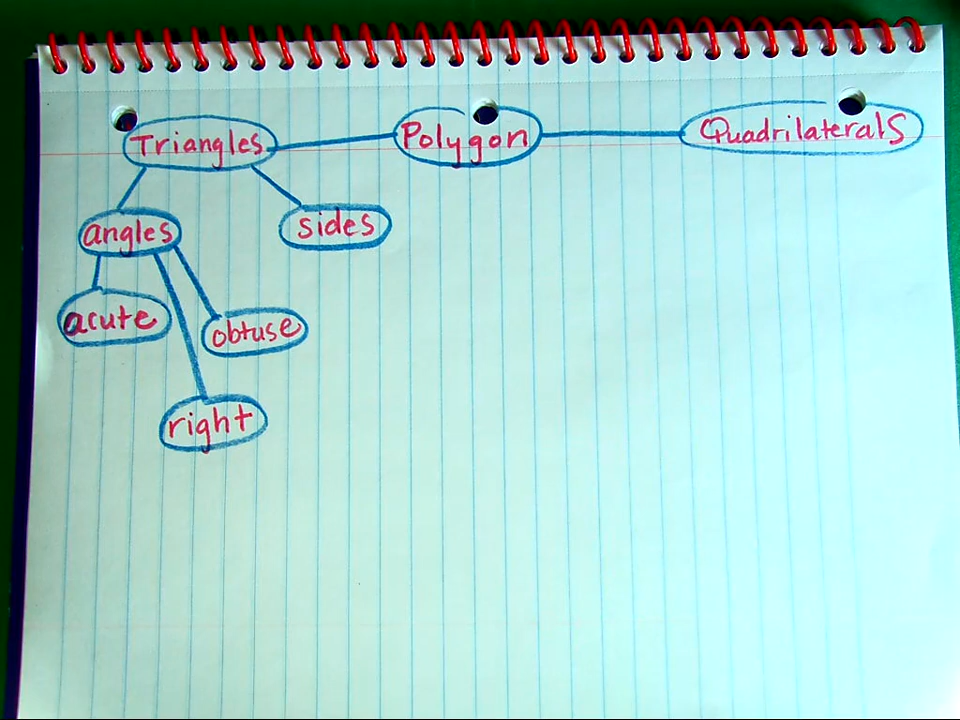 Triangles Polygon Quadrilaterals
angles sides
acute obtuse
right